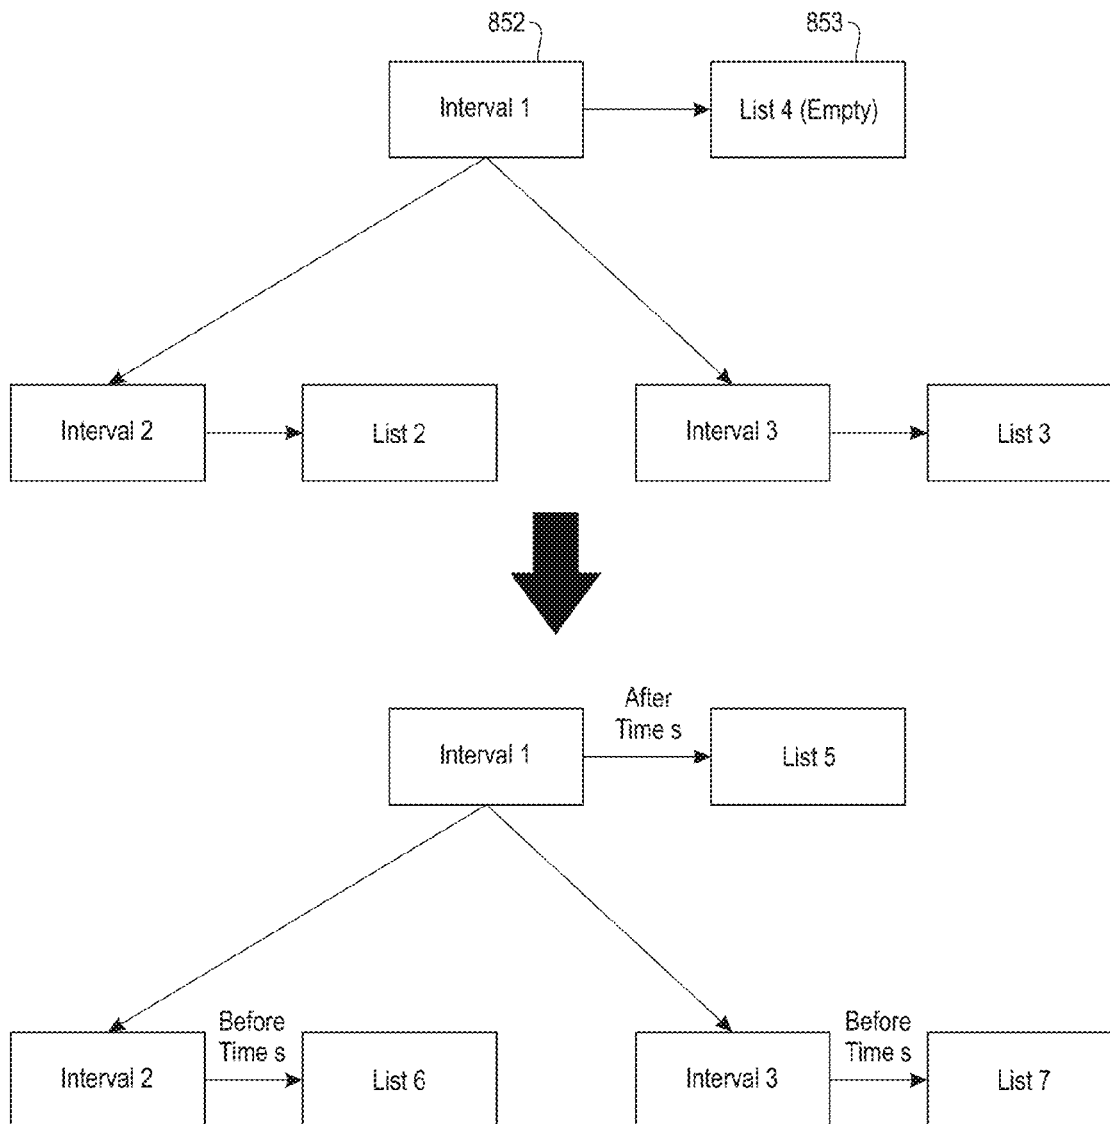 852
853
Interval 1
List 4 (Empty)
Interval 2
List 2
Interval 3
List 3
After
Time s
Interval 1
List 5
Before
Time s
Interval 2
List 6
Before
Time s
Interval 3
List 7